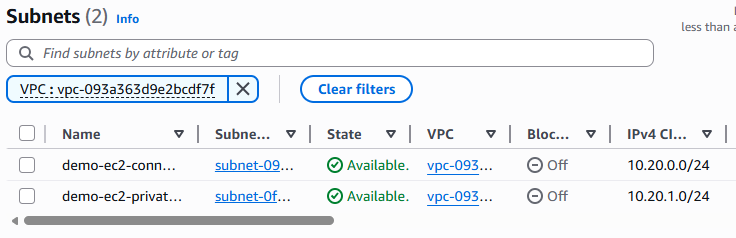 Subnets (2) Info
less than a
Find subnets by attribute or tag
VPC : vpc-093a363d9e2bcdf7f
Clear filters
Name Subne... State VPC Bloc... IPv4 CI...
demo-ec2-conn... subnet-09... Available. vpc-093... Off 10.20.0.0/24
demo-ec2-privat... subnet-0f... Available. vpc-093... Off 10.20.1.0/24